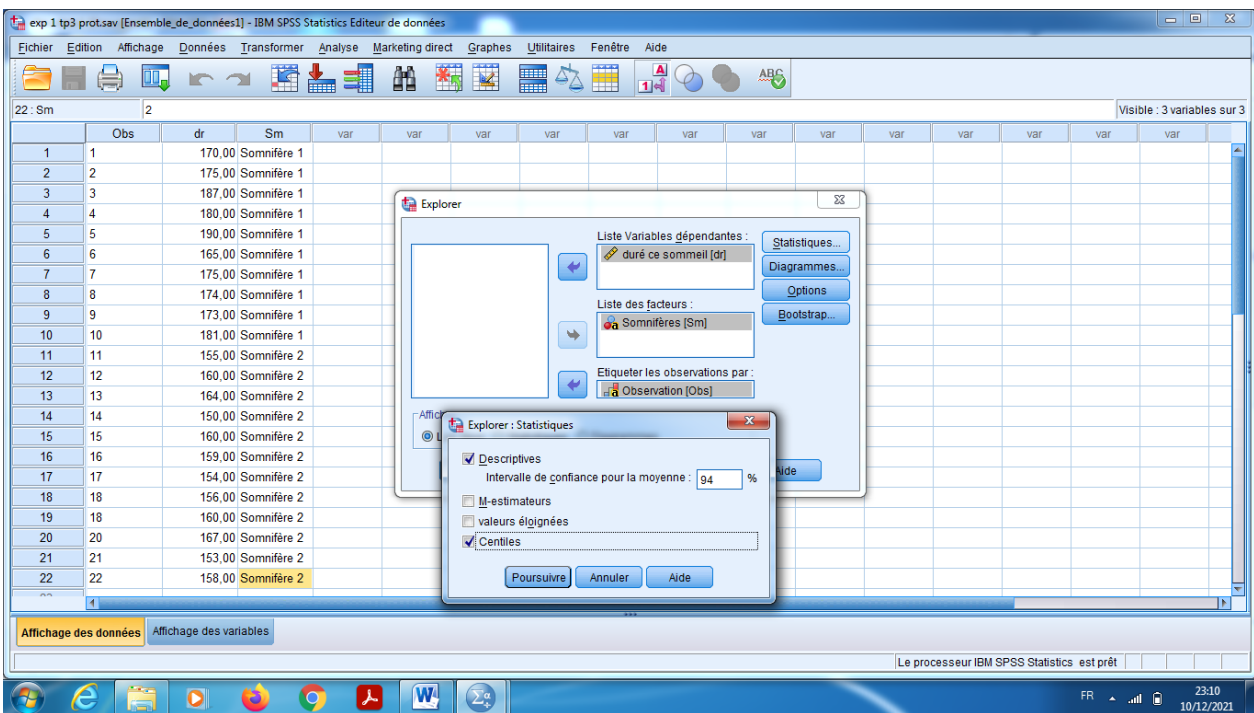 exp 1 tp3 prot.sav [Ensemble_de_données1] - IBM SPSS Statistics Editeur de données
Fichier Edition Affichage Données Transformer Analyse Marketing direct Graphes Utilitaires Fenêtre Aide
22 : Sm 2 Visible : 3 variables sur 3
Obs dr Sm var var var var var var var var var var var var var
1 1 170,00 Somnifère 1
2 2 175,00 Somnifère 1
3 3 187,00 Somnifère 1
4 4 180,00 Somnifère 1
5 5 190,00 Somnifère 1
6 6 165,00 Somnifère 1
7 7 175,00 Somnifère 1
8 8 174,00 Somnifère 1
9 9 173,00 Somnifère 1
10 10 181,00 Somnifère 1
11 11 155,00 Somnifère 2
12 12 160,00 Somnifère 2
13 13 164,00 Somnifère 2
14 14 150,00 Somnifère 2
15 15 160,00 Somnifère 2
16 16 159,00 Somnifère 2
17 17 154,00 Somnifère 2
18 18 156,00 Somnifère 2
19 18 160,00 Somnifère 2
20 20 167,00 Somnifère 2
21 21 153,00 Somnifère 2
22 22 158,00 Somnifère 2
Explorer
Liste Variables dépendantes :
duré ce sommeil [dr]
Statistiques...
Diagrammes...
Options
Bootstrap...
Liste des facteurs :
Somnifères [Sm]
Etiqueter les observations par :
Observation [Obs]
Aide
Explorer : Statistiques
Descriptives
Intervalle de confiance pour la moyenne : 94 %
M-estimateurs
valeurs éloignées
Centiles
Poursuivre Annuler Aide
Affichage des données Affichage des variables
Le processeur IBM SPSS Statistics est prêt
FR 23:10
10/12/2021